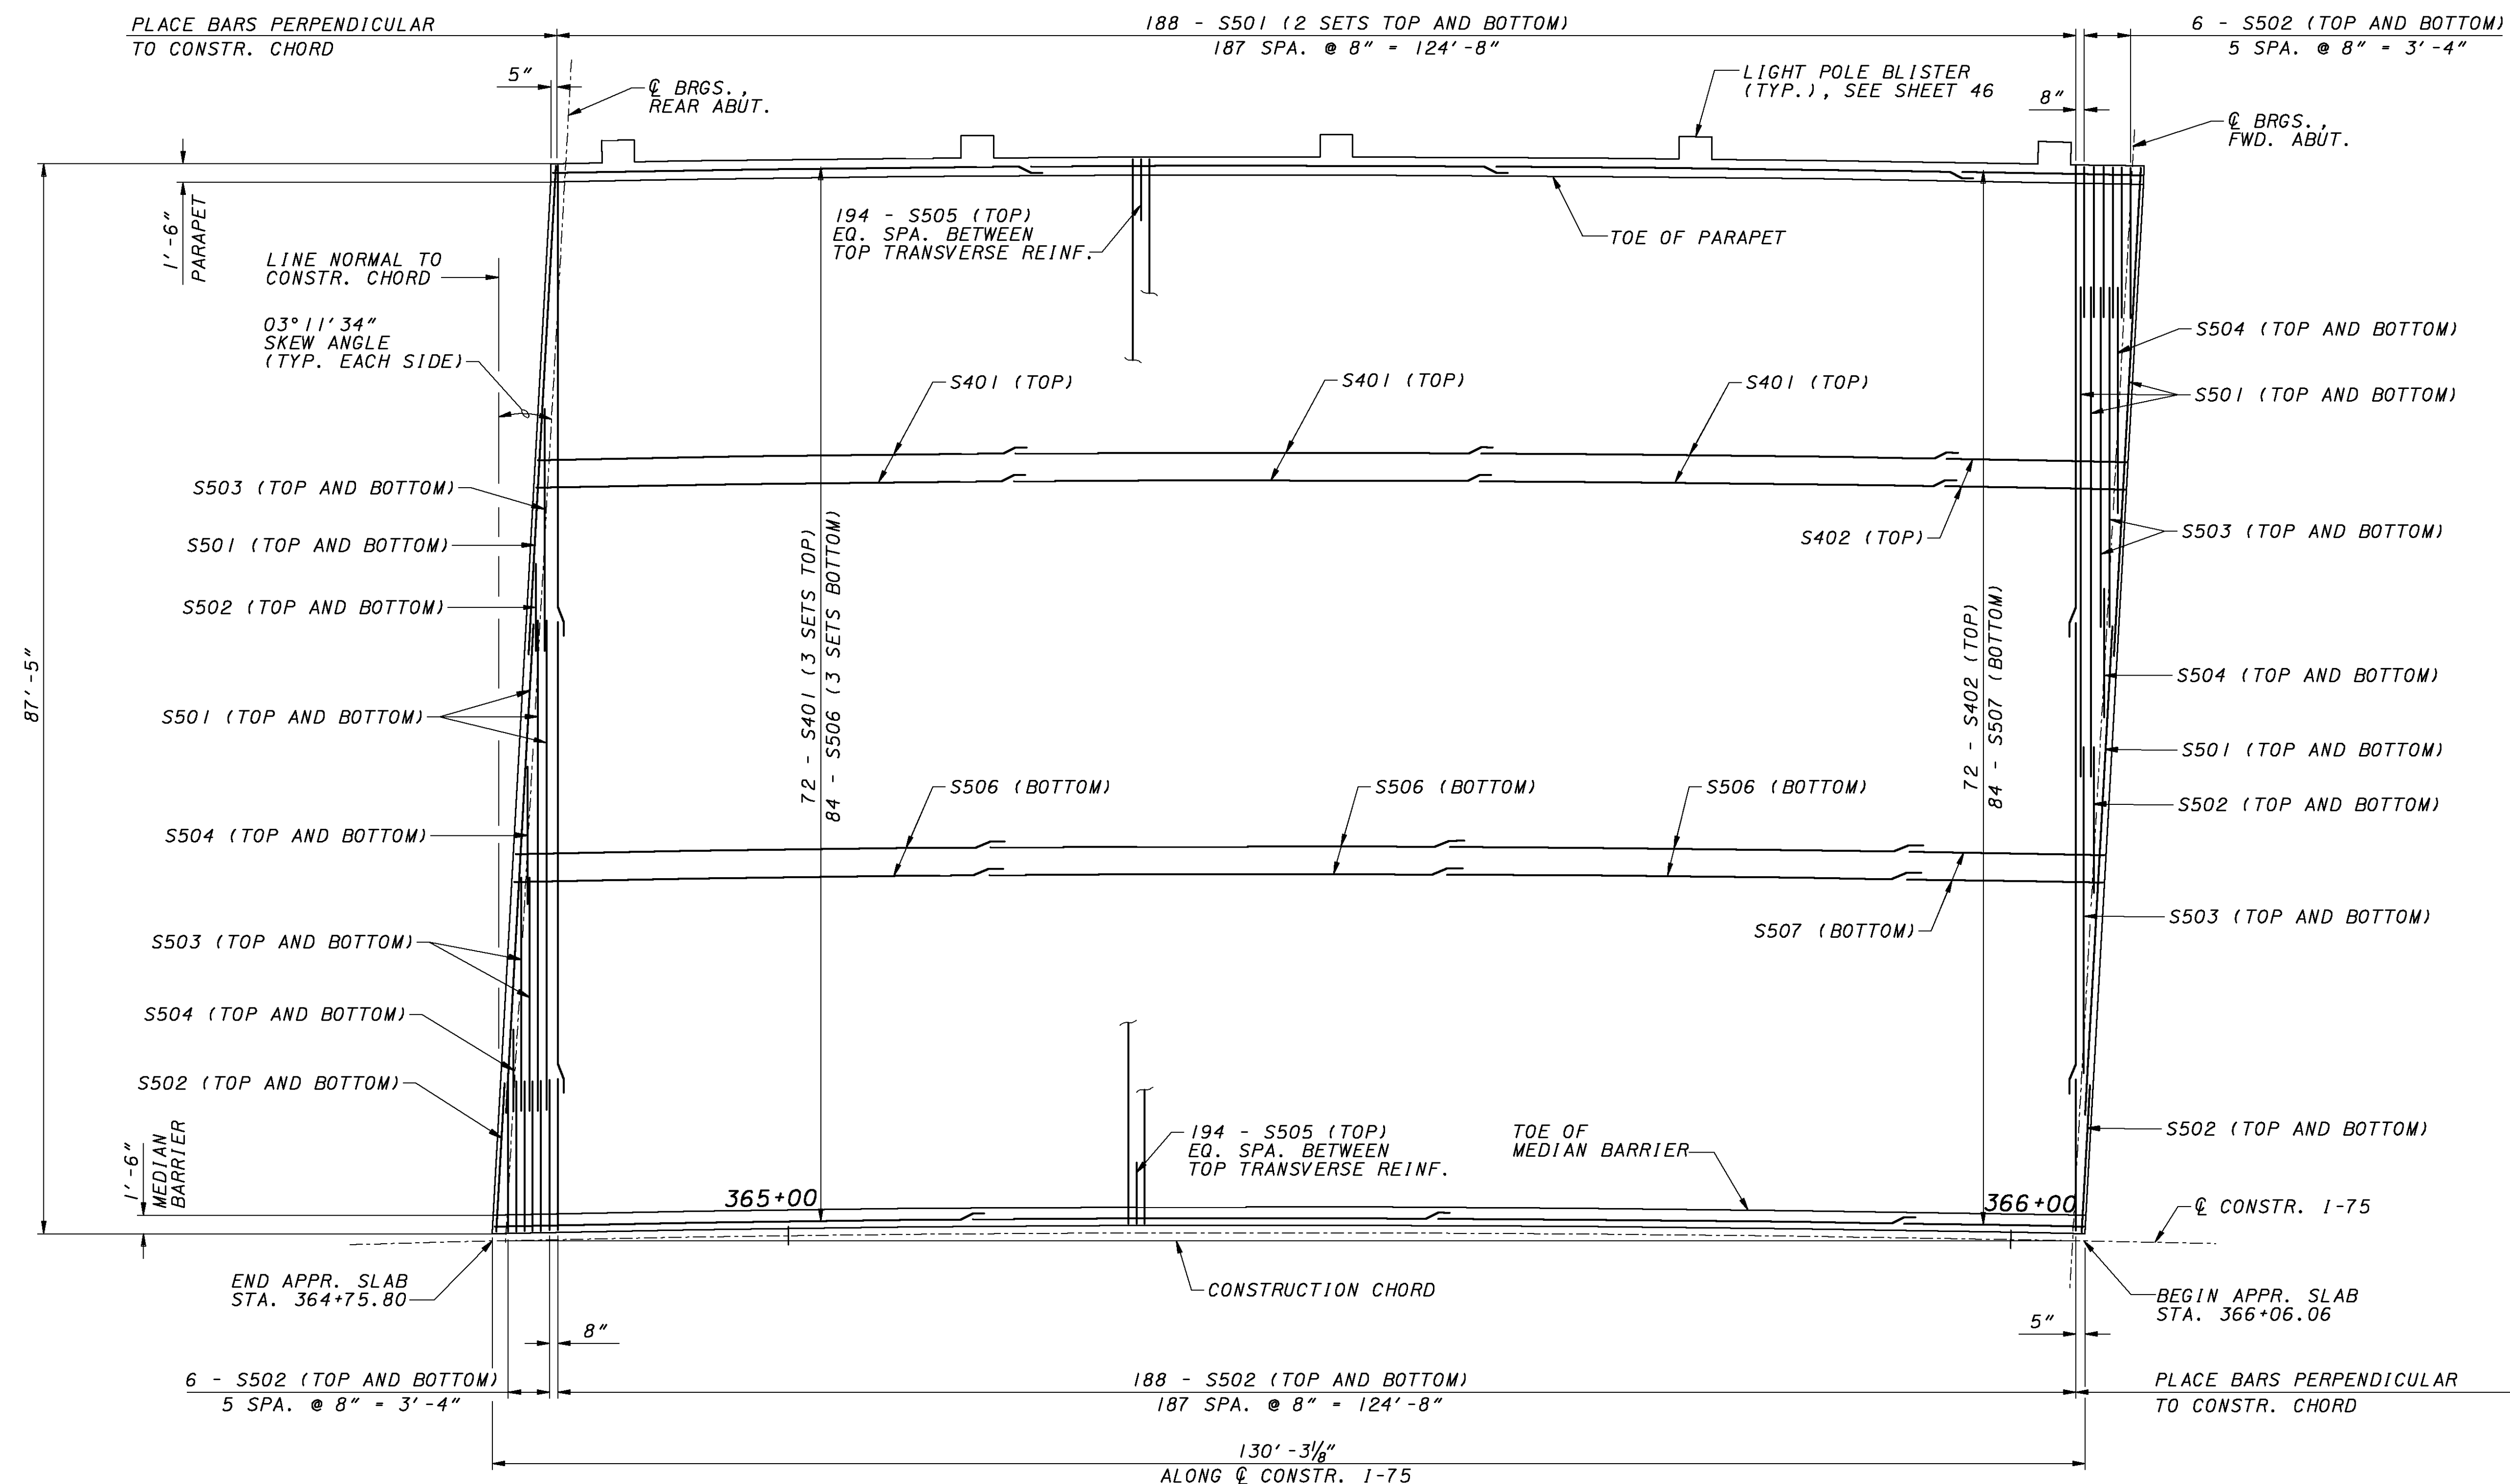 PLACE BARS PERPENDICULAR
TO CONSTR. CHORD
188 - S501 (2 SETS TOP AND BOTTOM)
187 SPA. @ 8" = 124'-8"
6 - S502 (TOP AND BOTTOM)
5 SPA. @ 8" = 3'-4"
5"
℄ BRGS.,
REAR ABUT.
LIGHT POLE BLISTER
(TYP.), SEE SHEET 46
8"
℄ BRGS.,
FWD. ABUT.
1'-6"
PARAPET
194 - S505 (TOP)
EQ. SPA. BETWEEN
TOP TRANSVERSE REINF.
TOE OF PARAPET
LINE NORMAL TO
CONSTR. CHORD
03°11'34"
SKEW ANGLE
(TYP. EACH SIDE)
S504 (TOP AND BOTTOM)
S401 (TOP)
S401 (TOP)
S401 (TOP)
S501 (TOP AND BOTTOM)
S503 (TOP AND BOTTOM)
S501 (TOP AND BOTTOM)
S502 (TOP AND BOTTOM)
S501 (TOP AND BOTTOM)
S402 (TOP)
S503 (TOP AND BOTTOM)
87'-5"
72 - S401 (3 SETS TOP)
84 - S506 (3 SETS BOTTOM)
72 - S402 (TOP)
84 - S507 (BOTTOM)
S504 (TOP AND BOTTOM)
S501 (TOP AND BOTTOM)
S506 (BOTTOM)
S506 (BOTTOM)
S506 (BOTTOM)
S502 (TOP AND BOTTOM)
S504 (TOP AND BOTTOM)
S507 (BOTTOM)
S503 (TOP AND BOTTOM)
S503 (TOP AND BOTTOM)
S504 (TOP AND BOTTOM)
S502 (TOP AND BOTTOM)
1'-6"
MEDIAN
BARRIER
194 - S505 (TOP)
EQ. SPA. BETWEEN
TOP TRANSVERSE REINF.
TOE OF
MEDIAN BARRIER
S502 (TOP AND BOTTOM)
365+00
366+00
℄ CONSTR. I-75
END APPR. SLAB
STA. 364+75.80
CONSTRUCTION CHORD
BEGIN APPR. SLAB
STA. 366+06.06
8"
5"
6 - S502 (TOP AND BOTTOM)
5 SPA. @ 8" = 3'-4"
188 - S502 (TOP AND BOTTOM)
187 SPA. @ 8" = 124'-8"
PLACE BARS PERPENDICULAR
TO CONSTR. CHORD
130'-3⅛"
ALONG ℄ CONSTR. I-75